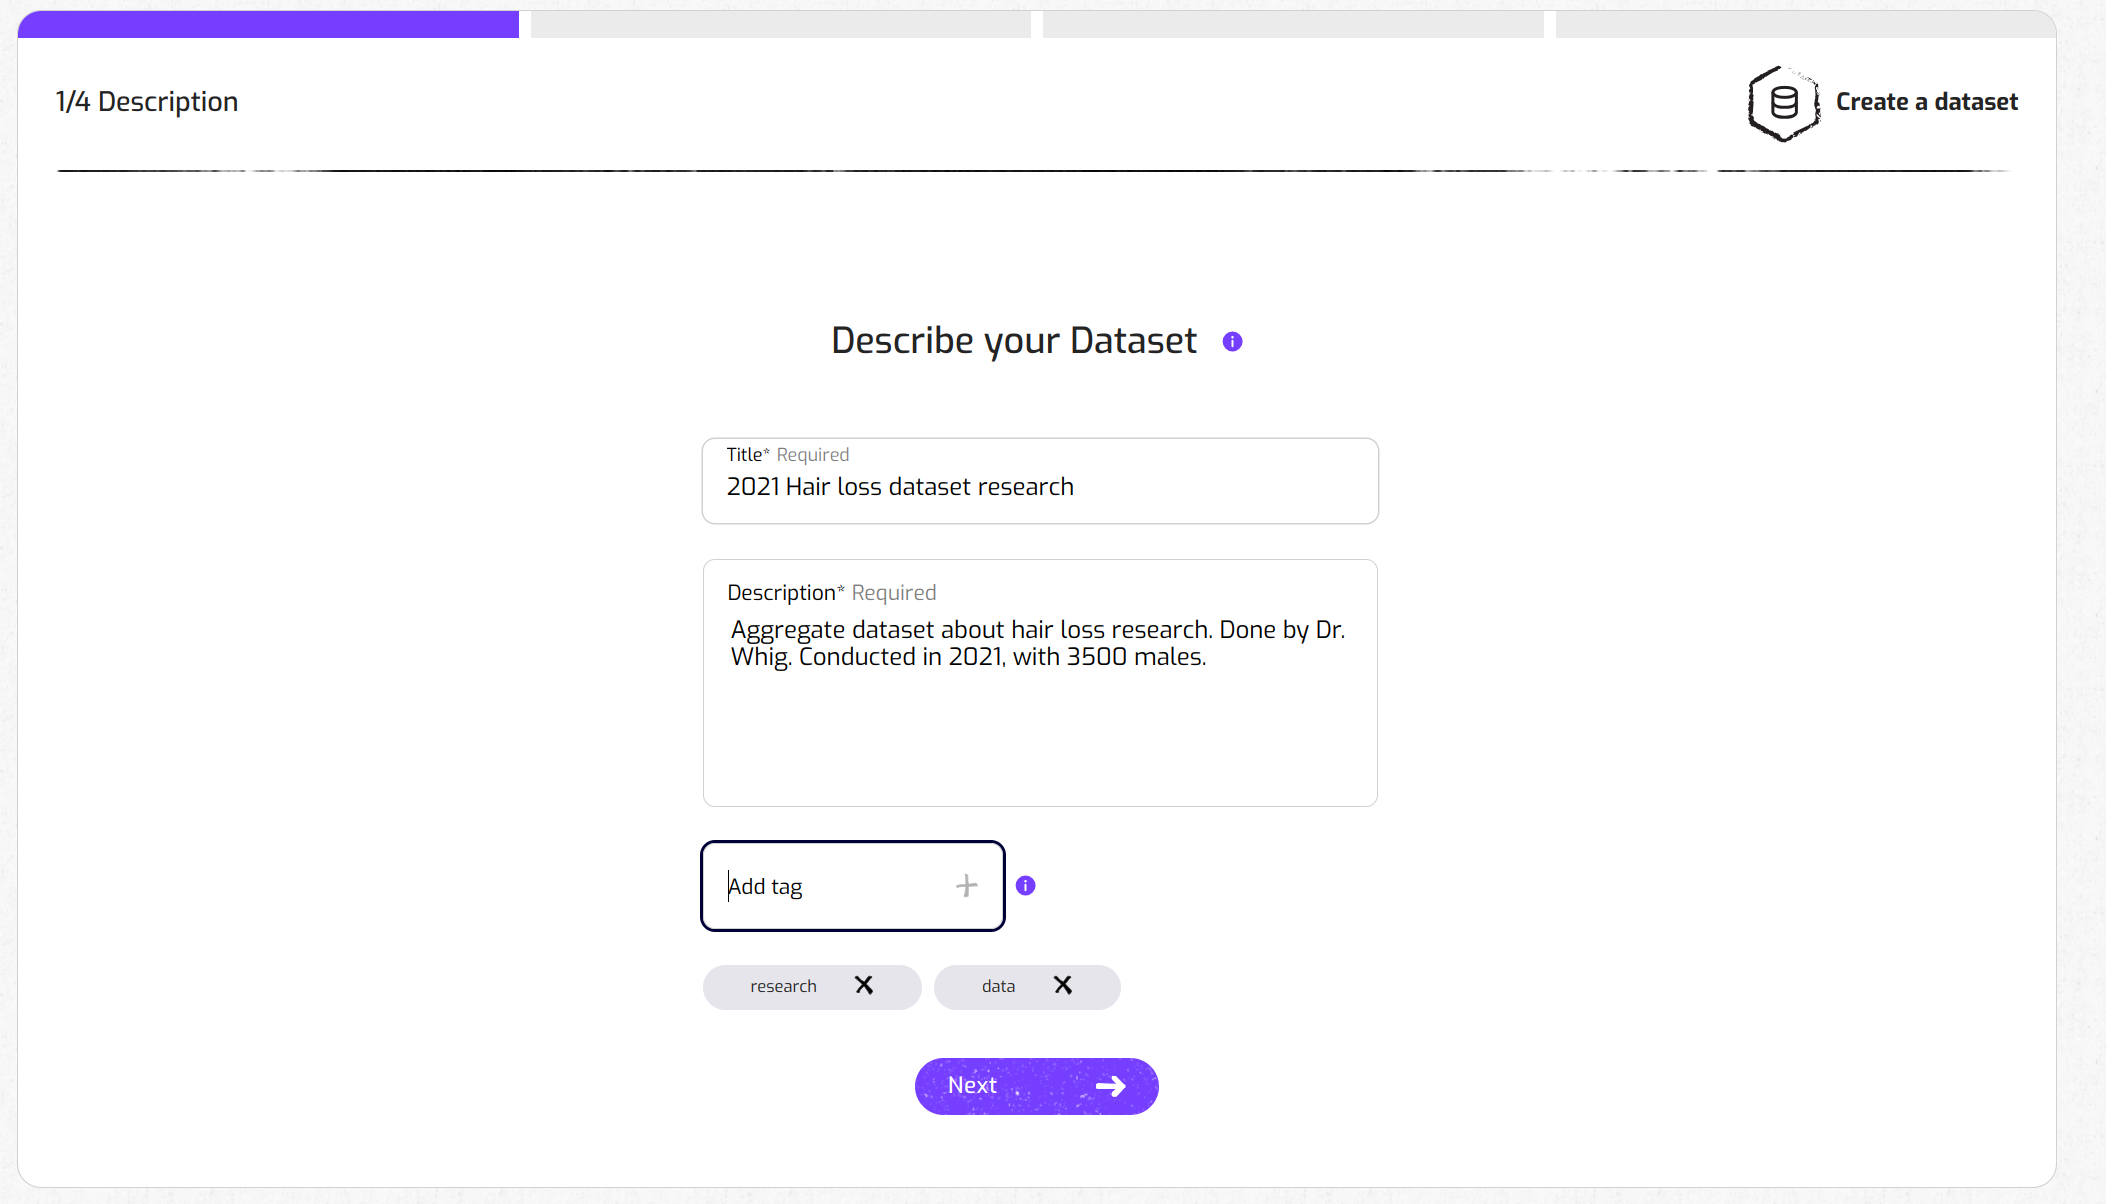 1/4 Description
Create a dataset
Describe your Dataset
Title* Required
2021 Hair loss dataset research
Description* Required
Aggregate dataset about hair loss research. Done by Dr.
Whig. Conducted in 2021, with 3500 males.
Add tag
research
data
Next